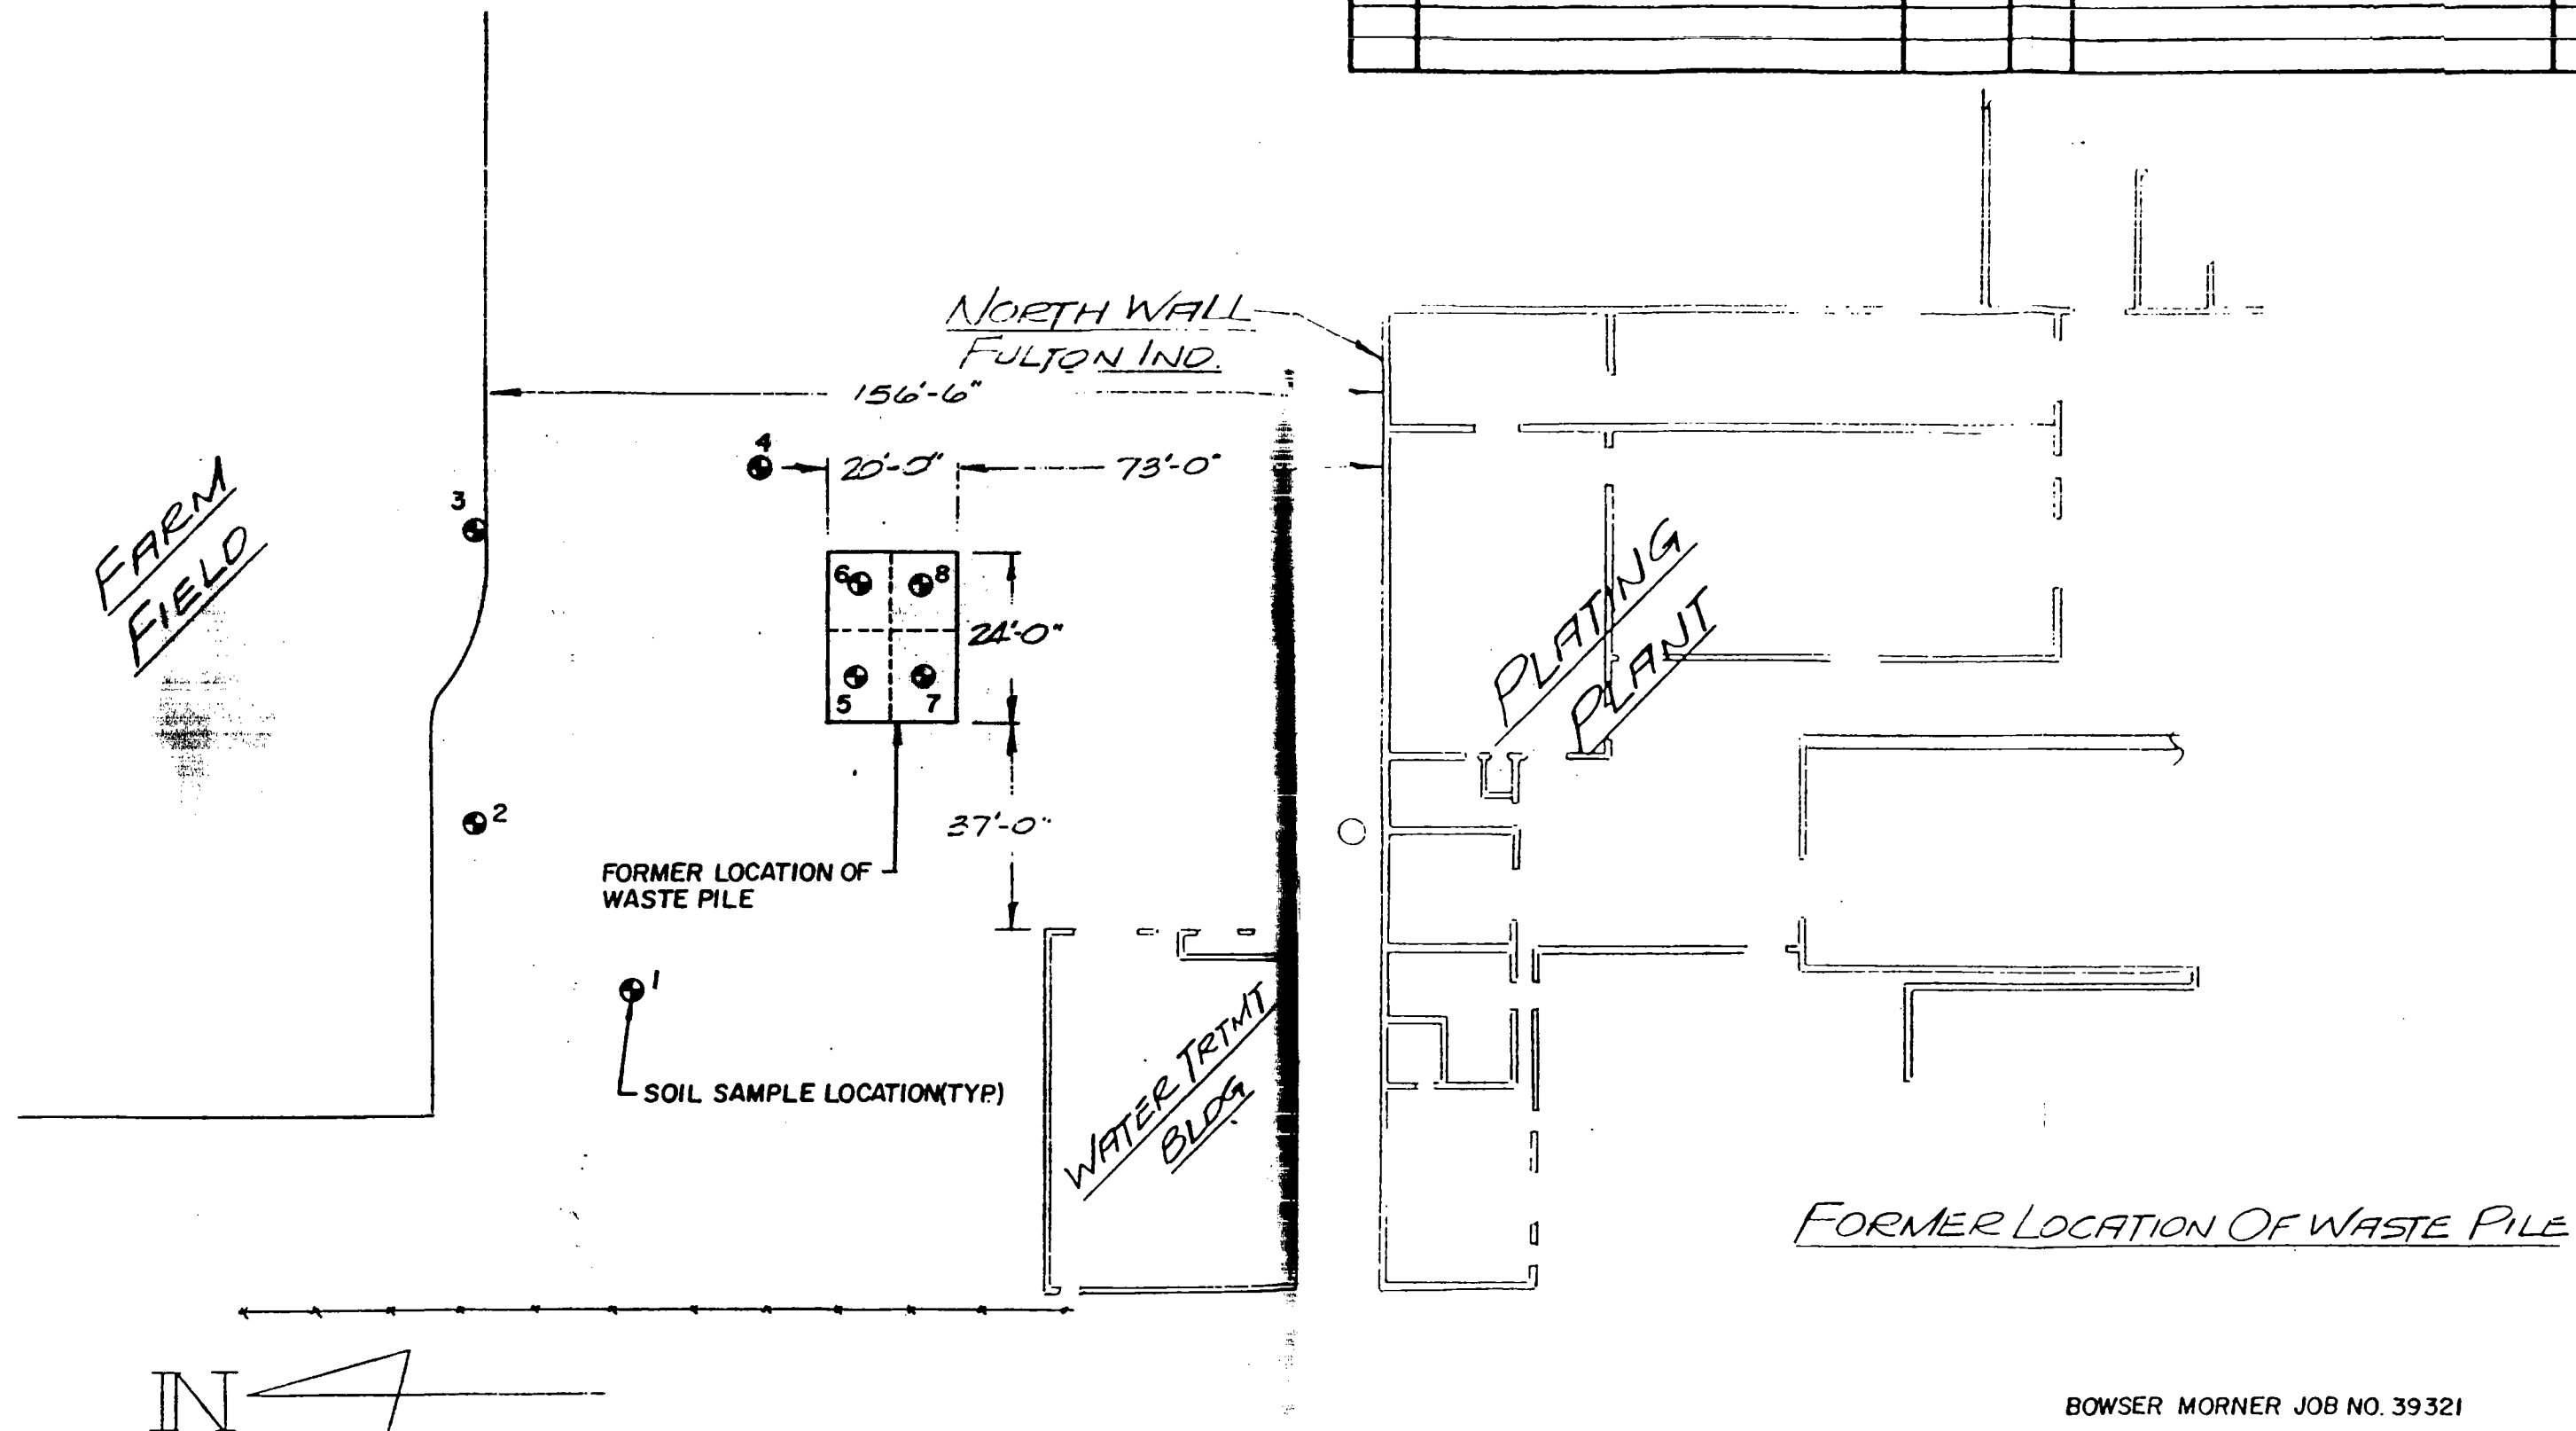 NORTH WALL
FULTON IND.
156'-6"
4
20'-0"
73'-0"
3
FARM
FIELD
6
8
24'-0"
5
7
PLATING
PLANT
2
37'-0"
FORMER LOCATION OF
WASTE PILE
1
SOIL SAMPLE LOCATION(TYP.)
WATER TRTMT
BLDG
FORMER LOCATION OF WASTE PILE
N
BOWSER MORNER JOB NO. 39321